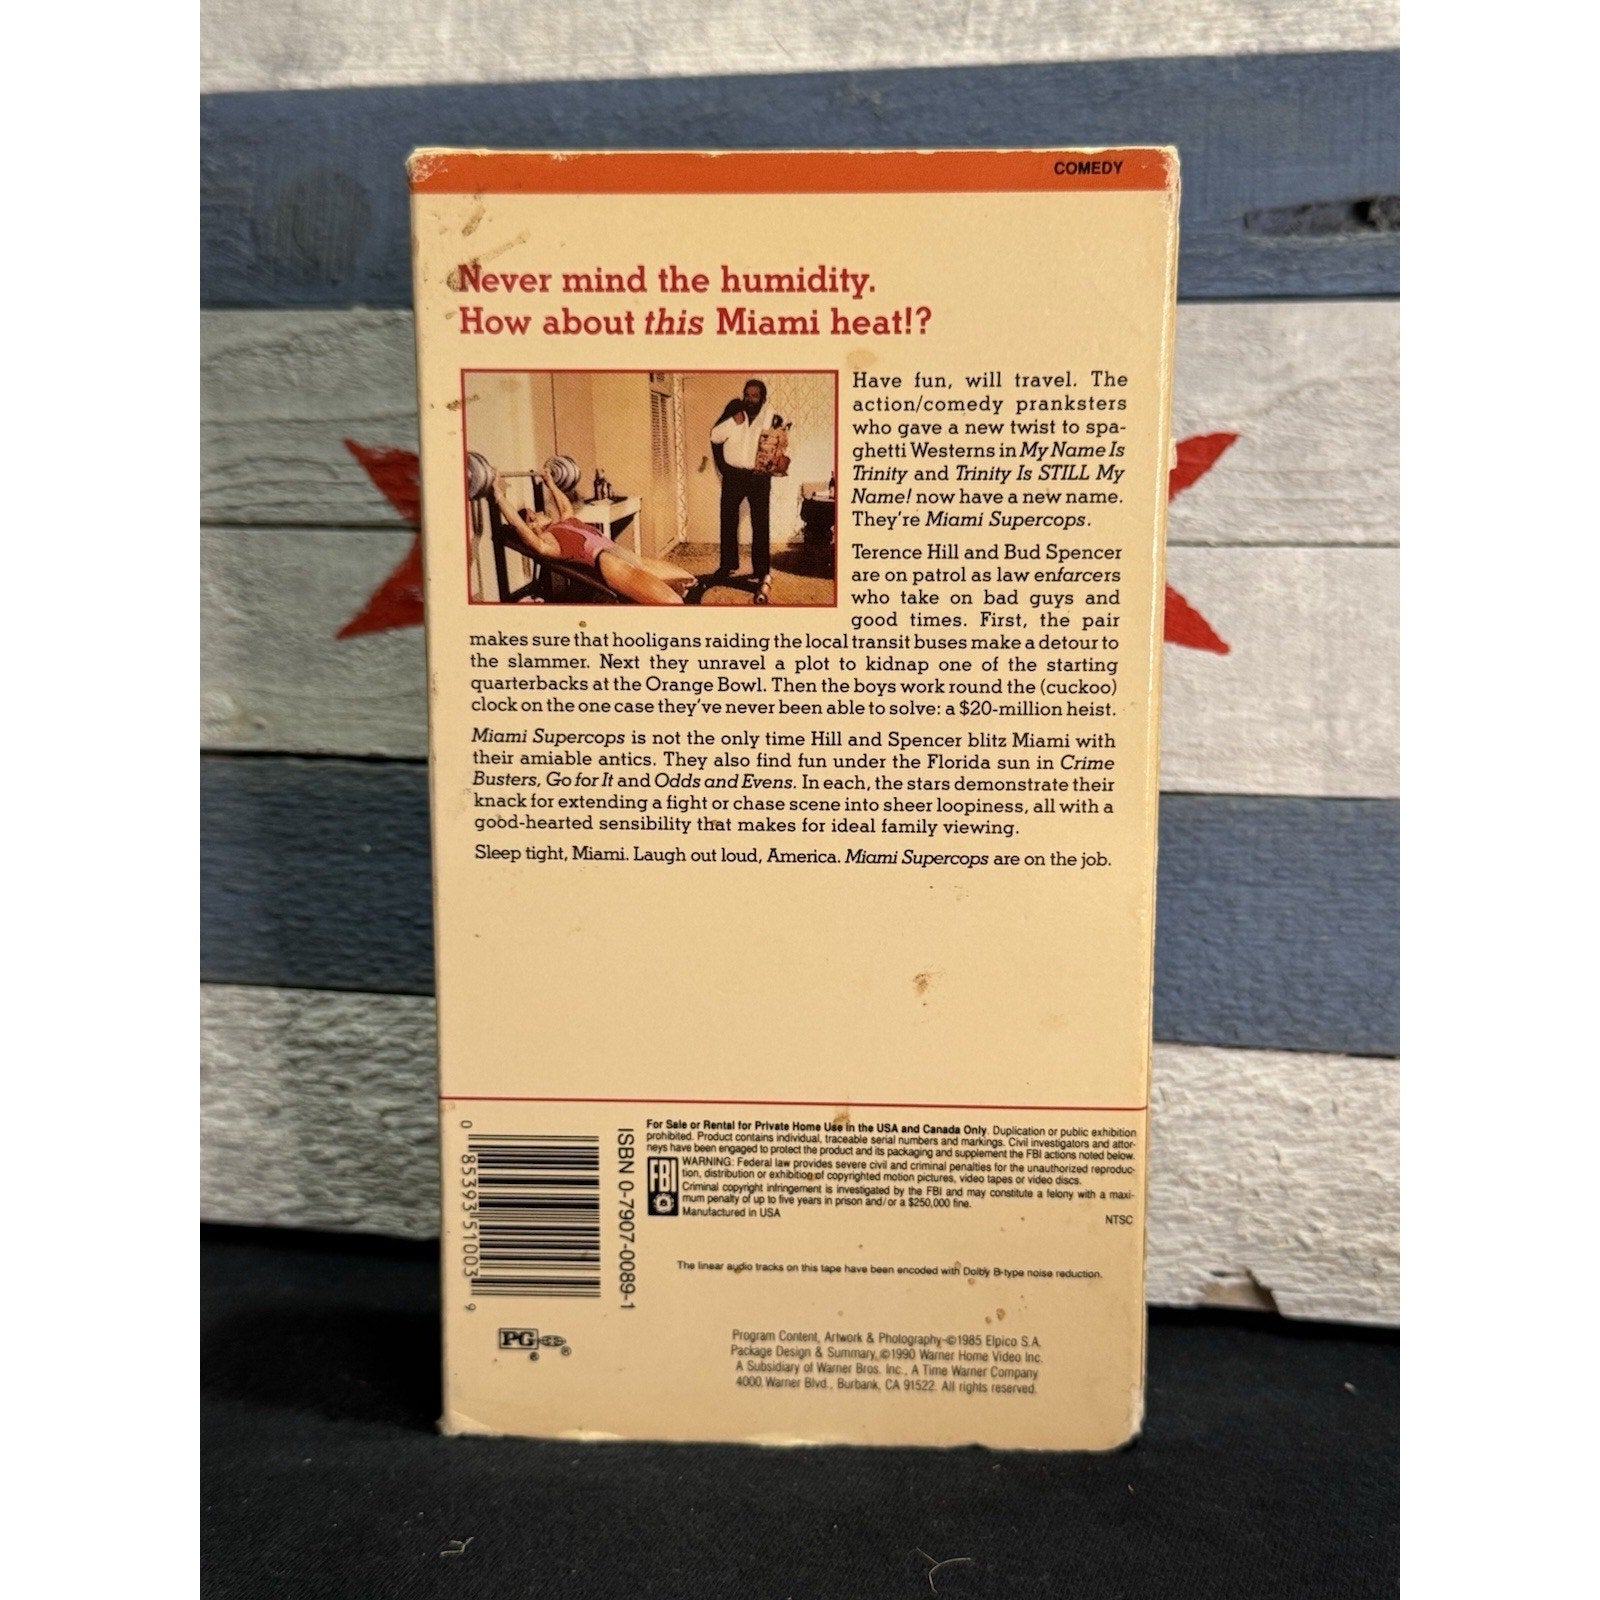 COMEDY
Never mind the humidity.
How about this Miami heat!?
Have fun, will travel. The
action/comedy pranksters
who gave a new twist to spa-
ghetti Westerns in My Name Is
Trinity and Trinity Is STILL My
Name! now have a new name.
They're Miami Supercops.
Terence Hill and Bud Spencer
are on patrol as law enfarcers
who take on bad guys and
good times. First, the pair
makes sure that hooligans raiding the local transit buses make a detour to
the slammer. Next they unravel a plot to kidnap one of the starting
quarterbacks at the Orange Bowl. Then the boys work round the (cuckoo)
clock on the one case they've never been able to solve: a $20-million heist.
Miami Supercops is not the only time Hill and Spencer blitz Miami with
their amiable antics. They also find fun under the Florida sun in Crime
Busters, Go for It and Odds and Evens. In each, the stars demonstrate their
knack for extending a fight or chase scene into sheer loopiness, all with a
good-hearted sensibility that makes for ideal family viewing.
Sleep tight, Miami. Laugh out loud, America. Miami Supercops are on the job.
0 85393 51003 9
ISBN 0-7907-0089-1
For Sale or Rental for Private Home Use in the USA and Canada Only. Duplication or public exhibition
prohibited. Product contains individual, traceable serial numbers and markings. Civil investigators and attor-
neys have been engaged to protect the product and its packaging and supplement the FBI actions noted below.
FBI
WARNING: Federal law provides severe civil and criminal penalties for the unauthorized reproduc-
tion, distribution or exhibition of copyrighted motion pictures, video tapes or video discs.
Criminal copyright infringement is investigated by the FBI and may constitute a felony with a maxi-
mum penalty of up to five years in prison and/or a $250,000 fine.
Manufactured in USA
NTSC
The linear audio tracks on this tape have been encoded with Dolby B-type noise reduction.
PG ® ®
Program Content, Artwork & Photography ©1985 Elpico S.A.
Package Design & Summary ©1990 Warner Home Video Inc.
A Subsidiary of Warner Bros. Inc., A Time Warner Company
4000 Warner Blvd., Burbank, CA 91522. All rights reserved.